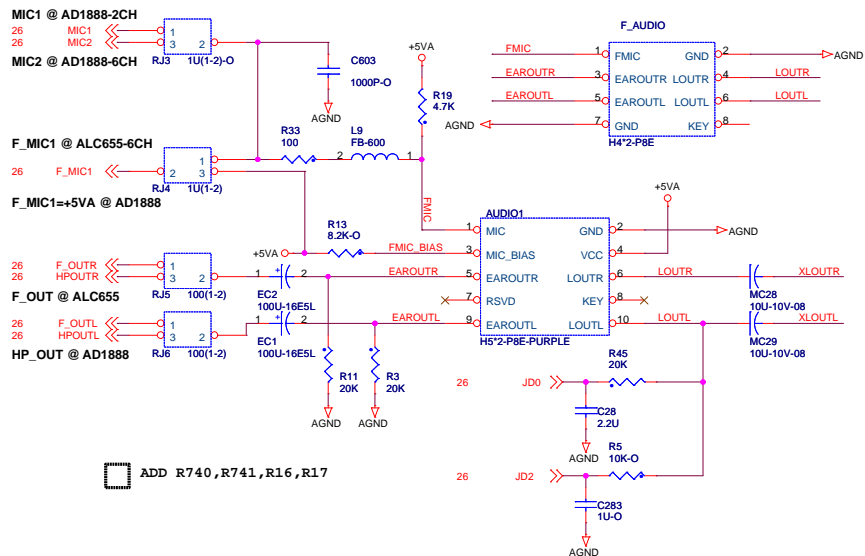 MIC1 @ AD1888-2CH
26 MIC1 1
26 MIC2 3 2
RJ3 1U(1-2)-O
MIC2 @ AD1888-6CH
C603
1000P-O
AGND
+5VA
R19
4.7K
F_AUDIO
FMIC 1 FMIC GND 2 AGND
EAROUTR 3 EAROUTR LOUTR 4 LOUTR
EAROUTL 5 EAROUTL LOUTL 6 LOUTL
AGND 7 GND KEY 8
H4*2-P8E
F_MIC1 @ ALC655-6CH
R33
100
L9
FB-600
2 1
26 F_MIC1 2 1
3
RJ4 1U(1-2)
F_MIC1=+5VA @ AD1888
FMIC
R13
8.2K-O
+5VA FMIC_BIAS
+5VA
AUDIO1
1 MIC GND 2 AGND
3 MIC_BIAS VCC 4
EAROUTR 5 EAROUTR LOUTR 6 LOUTR XLOUTR
7 RSVD KEY 8
EAROUTL 9 EAROUTL LOUTL 10 LOUTL XLOUTL
H5*2-P8E-PURPLE
MC28
10U-10V-08
MC29
10U-10V-08
26 F_OUTR 1
26 HPOUTR 3 2
RJ5 100(1-2)
1 + 2
EC2
100U-16E5L
F_OUT @ ALC655
26 F_OUTL 1
26 HPOUTL 3 2
RJ6 100(1-2)
1 + 2
EC1
100U-16E5L
HP_OUT @ AD1888
R11
20K
AGND
R3
20K
AGND
R45
20K
26 JD0
C28
2.2U
AGND
R5
10K-O
26 JD2
C283
1U-O
AGND
ADD R740,R741,R16,R17